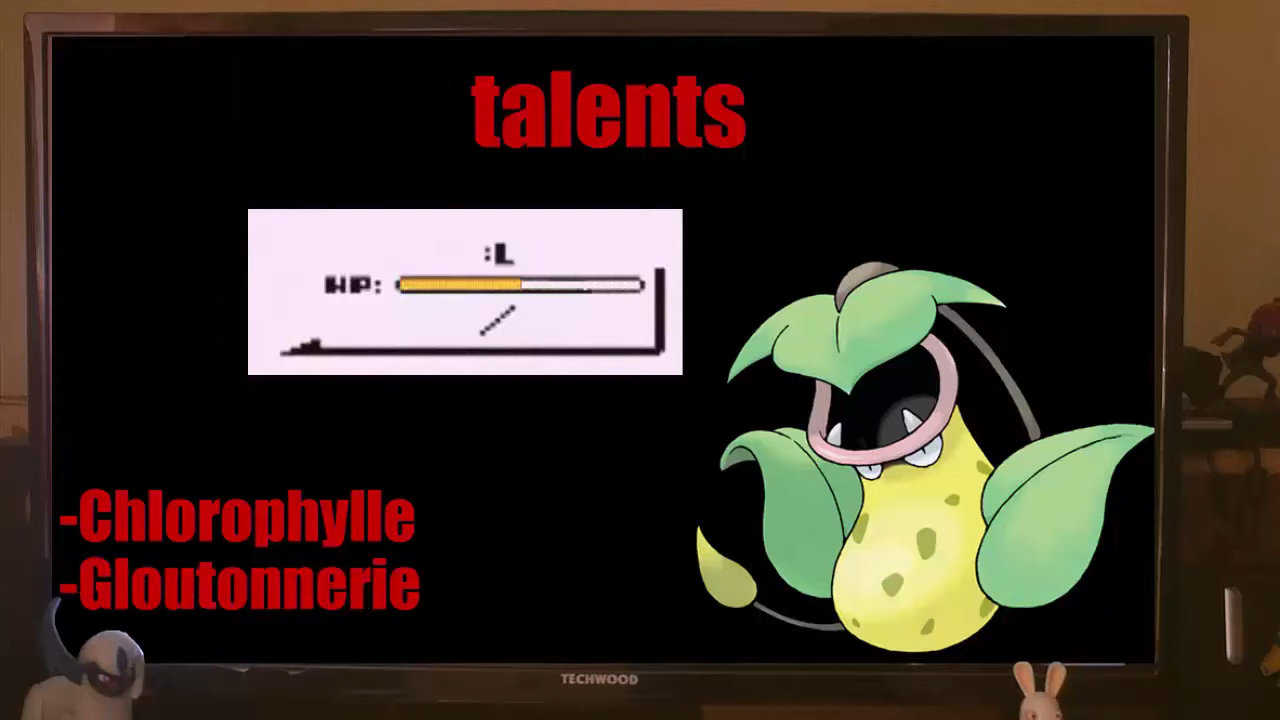 talents
:L
HP:
-Chlorophylle
-Gloutonnerie
TECHWOOD